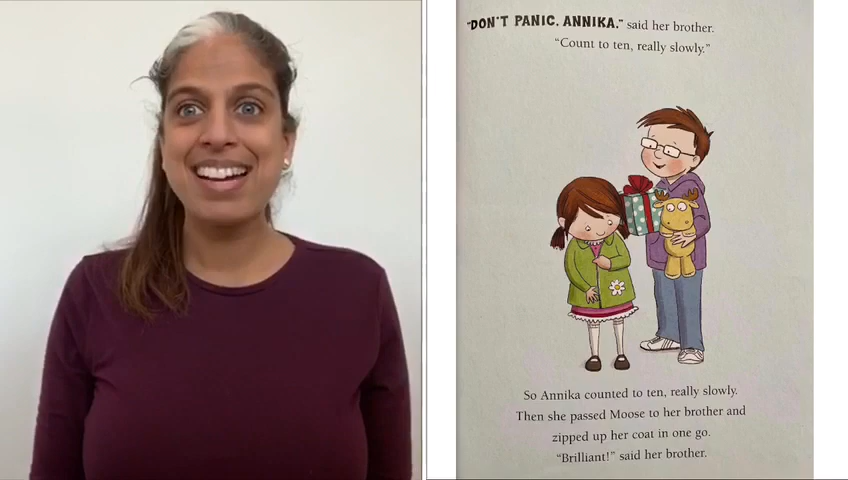 "DON'T PANIC, ANNIKA," said her brother.
"Count to ten, really slowly."
So Annika counted to ten, really slowly.
Then she passed Moose to her brother and
zipped up her coat in one go.
"Brilliant!" said her brother.